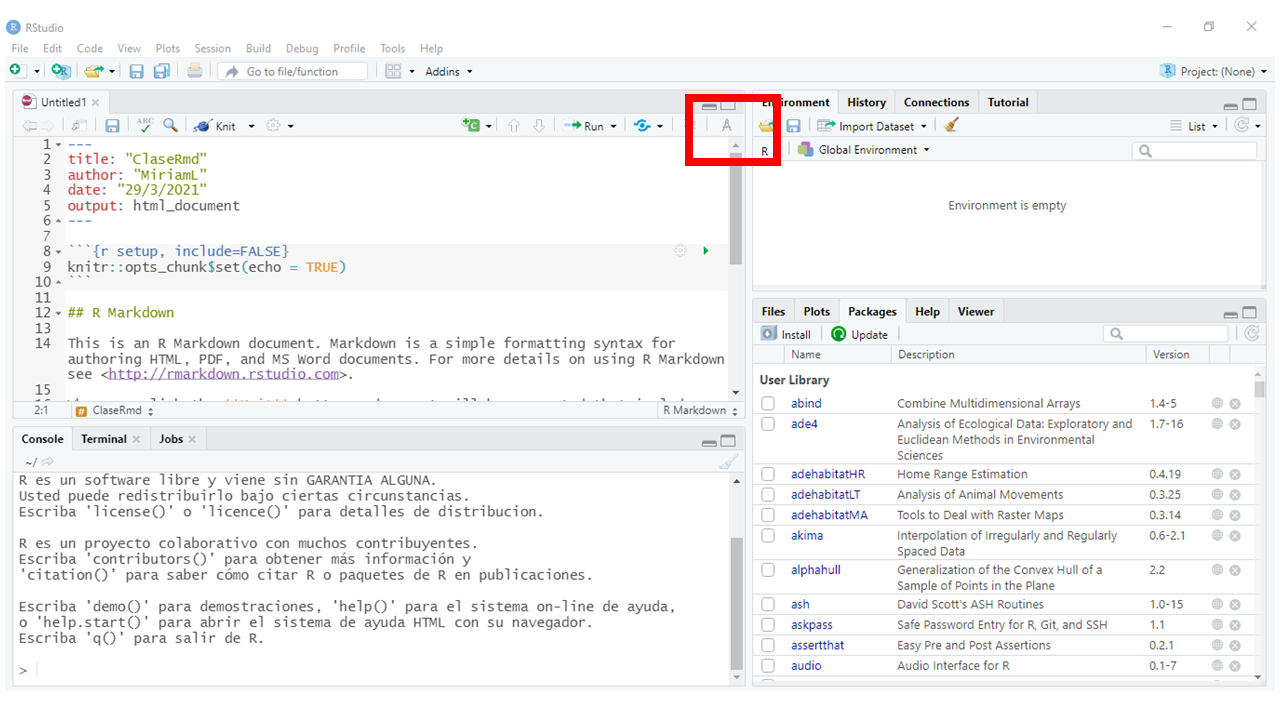 RStudio
File Edit Code View Plots Session Build Debug Profile Tools Help
Go to file/function Addins Project: (None)
Untitled1
Knit Run
1 ---
2 title: "ClaseRmd"
3 author: "MiriamL"
4 date: "29/3/2021"
5 output: html_document
6 ---
7
8 ```{r setup, include=FALSE}
9 knitr::opts_chunk$set(echo = TRUE)
10 ```
11
12 ## R Markdown
13
14 This is an R Markdown document. Markdown is a simple formatting syntax for
authoring HTML, PDF, and MS Word documents. For more details on using R Markdown
see <http://rmarkdown.rstudio.com>.
15
2:1 ClaseRmd R Markdown
Console Terminal Jobs
~/
R es un software libre y viene sin GARANTIA ALGUNA.
Usted puede redistribuirlo bajo ciertas circunstancias.
Escriba 'license()' o 'licence()' para detalles de distribucion.
R es un proyecto colaborativo con muchos contribuyentes.
Escriba 'contributors()' para obtener más información y
'citation()' para saber cómo citar R o paquetes de R en publicaciones.
Escriba 'demo()' para demostraciones, 'help()' para el sistema on-line de ayuda,
o 'help.start()' para abrir el sistema de ayuda HTML con su navegador.
Escriba 'q()' para salir de R.
>
Environment History Connections Tutorial
Import Dataset List
R Global Environment
Environment is empty
Files Plots Packages Help Viewer
Install Update
Name Description Version
User Library
abind Combine Multidimensional Arrays 1.4-5
ade4 Analysis of Ecological Data: Exploratory and 1.7-16
Euclidean Methods in Environmental
Sciences
adehabitatHR Home Range Estimation 0.4.19
adehabitatLT Analysis of Animal Movements 0.3.25
adehabitatMA Tools to Deal with Raster Maps 0.3.14
akima Interpolation of Irregularly and Regularly 0.6-2.1
Spaced Data
alphahull Generalization of the Convex Hull of a 2.2
Sample of Points in the Plane
ash David Scott's ASH Routines 1.0-15
askpass Safe Password Entry for R, Git, and SSH 1.1
assertthat Easy Pre and Post Assertions 0.2.1
audio Audio Interface for R 0.1-7